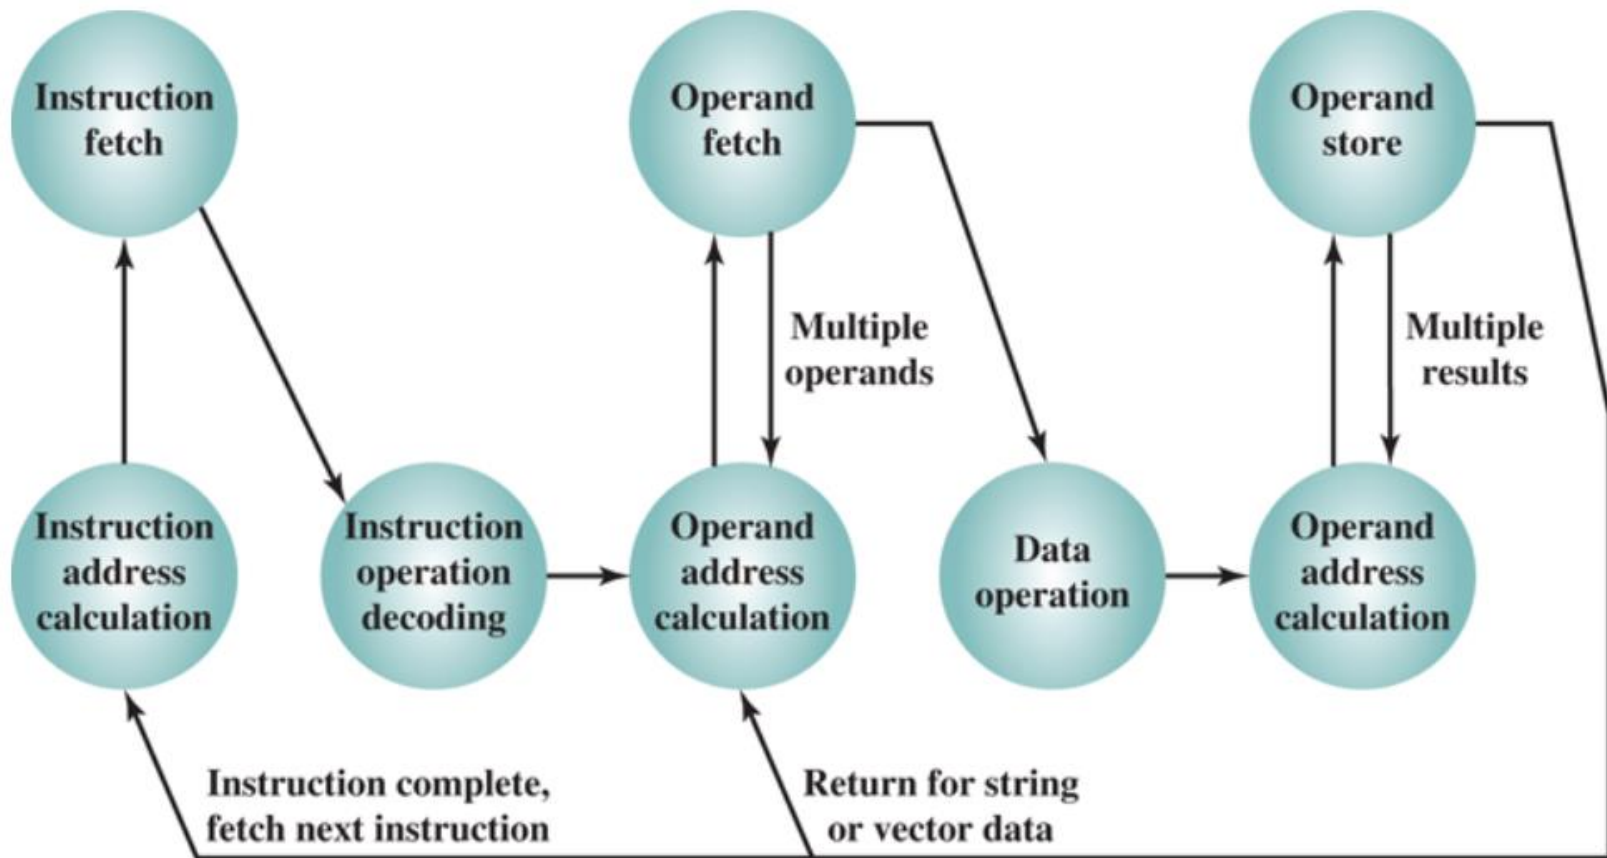 Instruction
fetch
Operand
fetch
Operand
store
Multiple
operands
Multiple
results
Instruction
address
calculation
Instruction
operation
decoding
Operand
address
calculation
Data
operation
Operand
address
calculation
Instruction complete,
fetch next instruction
Return for string
or vector data